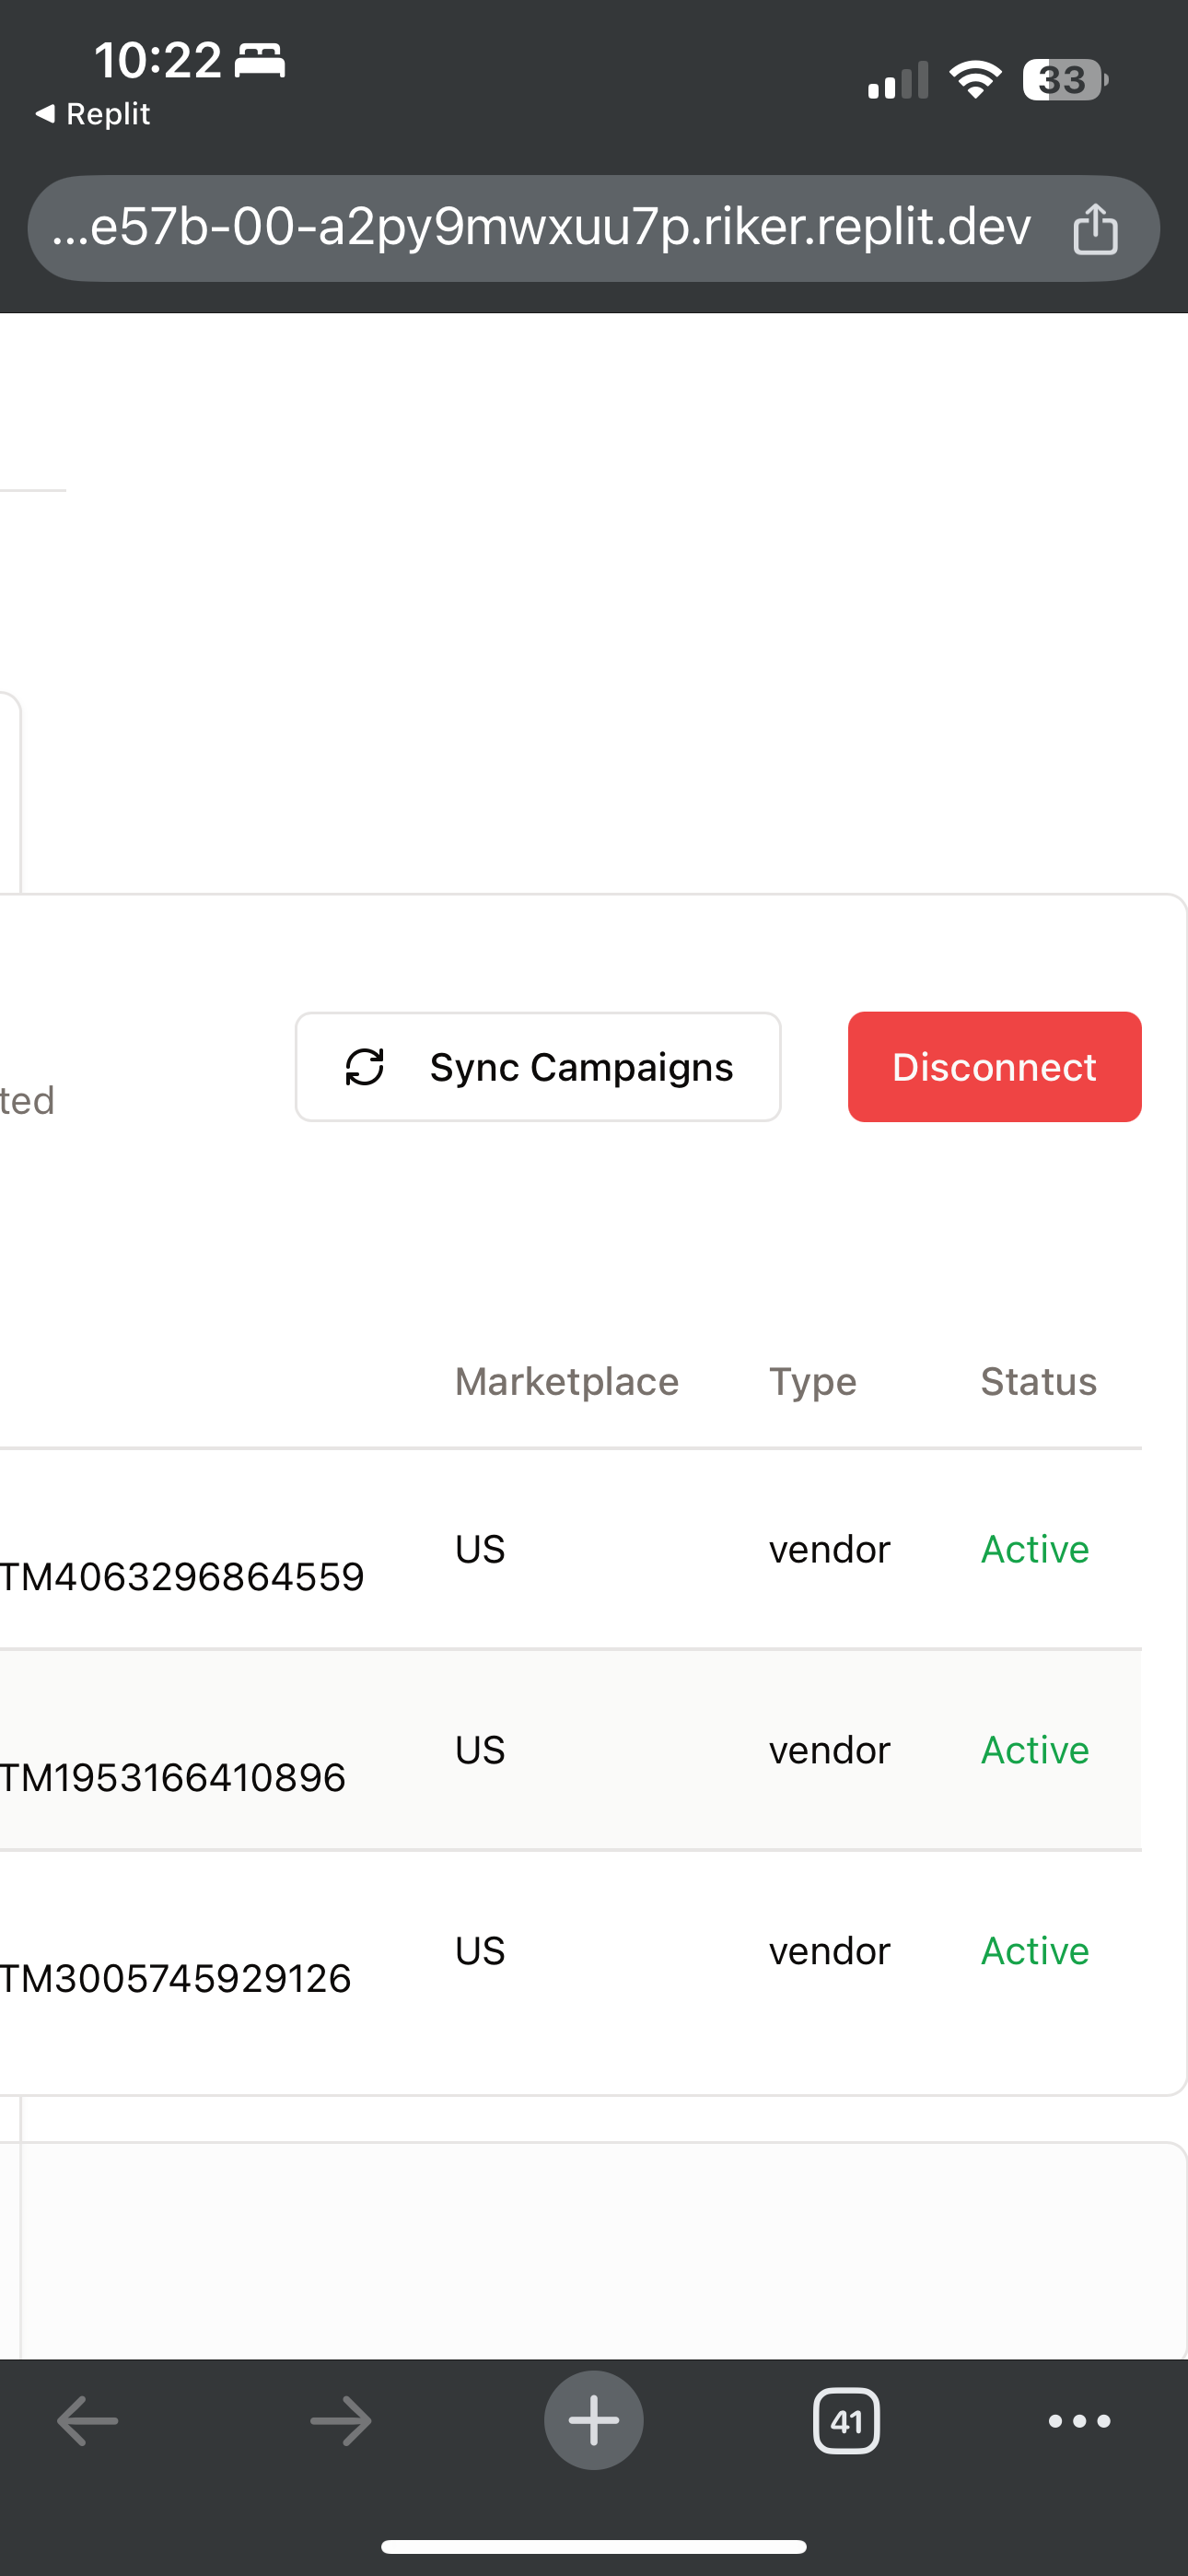 10:22
33
Replit
...e57b-00-a2py9mwxuu7p.riker.replit.dev
Sync Campaigns
Disconnect
ted
Marketplace Type Status
TM4063296864559 US vendor Active
TM1953166410896 US vendor Active
TM3005745929126 US vendor Active
41